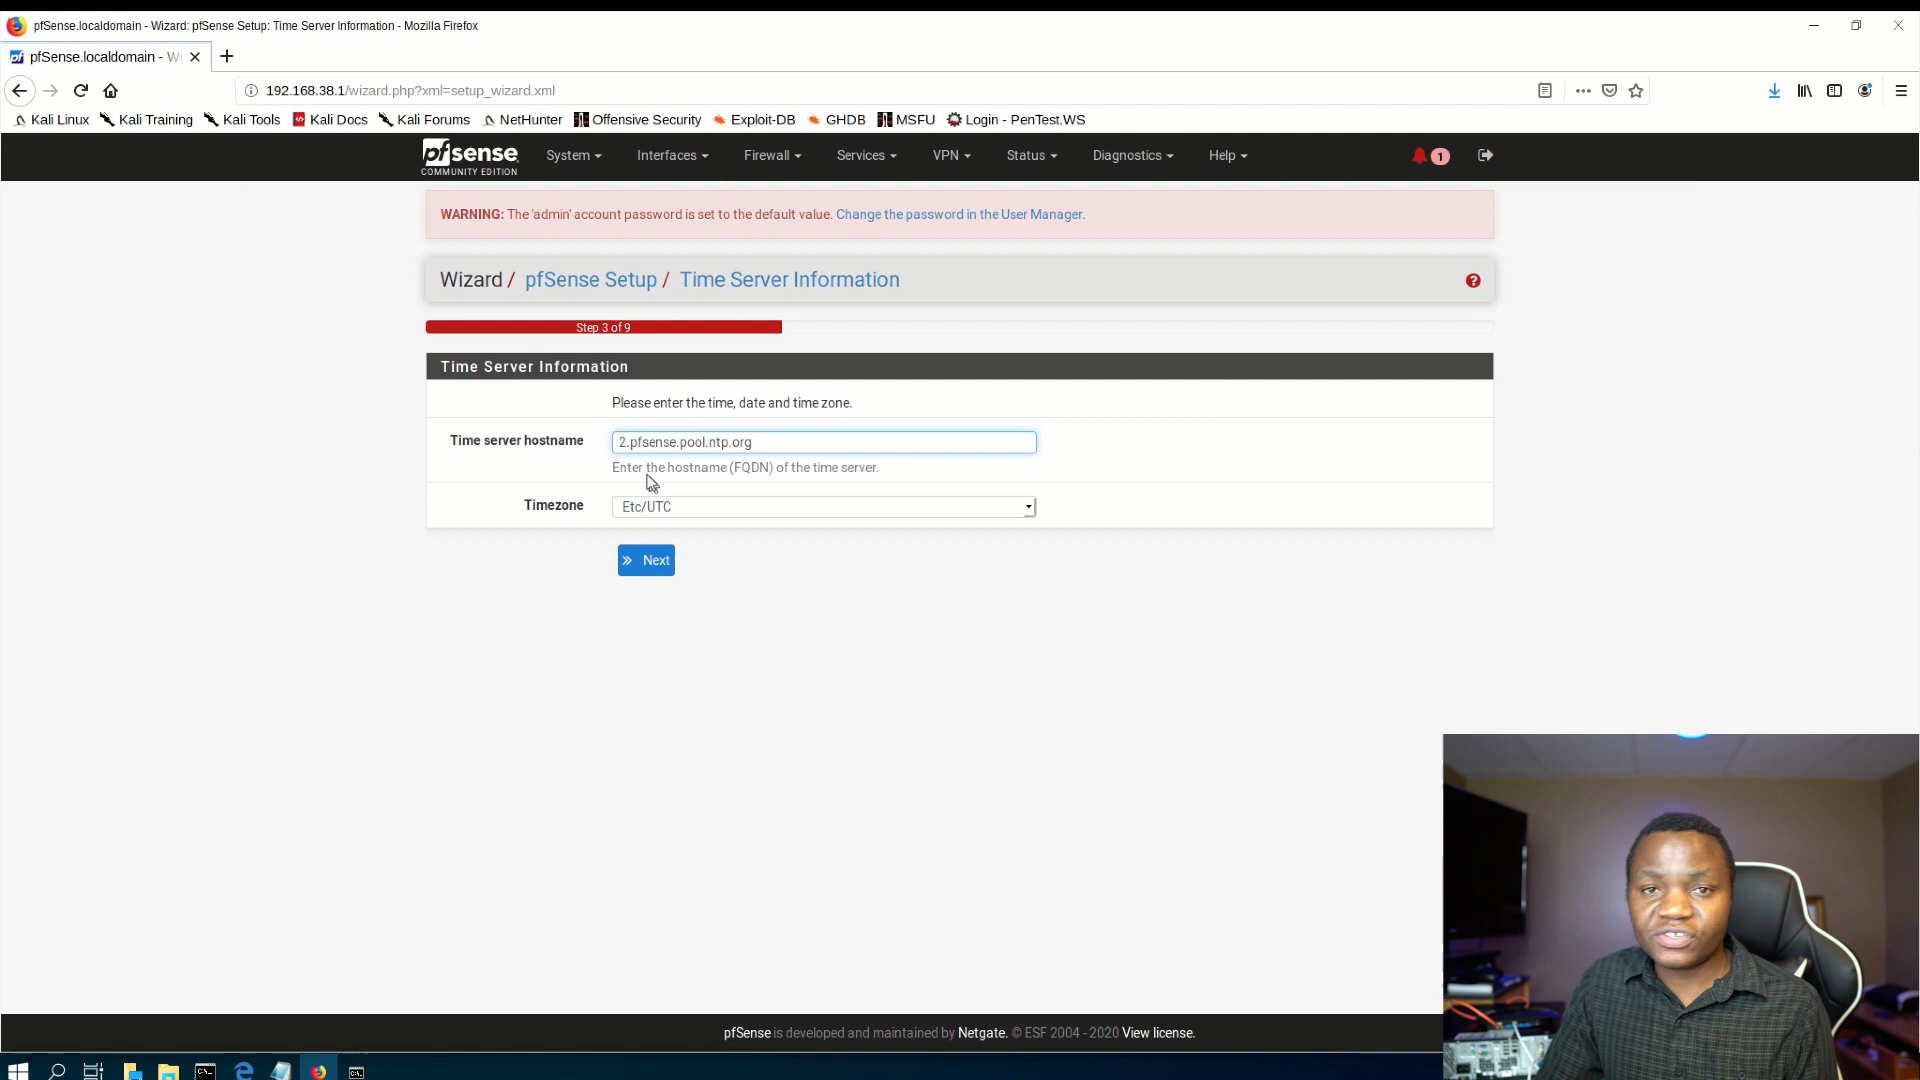 pfSense.localdomain - Wizard: pfSense Setup: Time Server Information - Mozilla Firefox
pfSense.localdomain - Wi
192.168.38.1/wizard.php?xml=setup_wizard.xml
Kali Linux Kali Training Kali Tools Kali Docs Kali Forums NetHunter Offensive Security Exploit-DB GHDB MSFU Login - PenTest.WS
pfsense System Interfaces Firewall Services VPN Status Diagnostics Help 1
COMMUNITY EDITION
WARNING: The 'admin' account password is set to the default value. Change the password in the User Manager.
Wizard / pfSense Setup / Time Server Information
Step 3 of 9
Time Server Information
Please enter the time, date and time zone.
Time server hostname 2.pfsense.pool.ntp.org
Enter the hostname (FQDN) of the time server.
Timezone Etc/UTC
Next
pfSense is developed and maintained by Netgate. © ESF 2004 - 2020 View license.